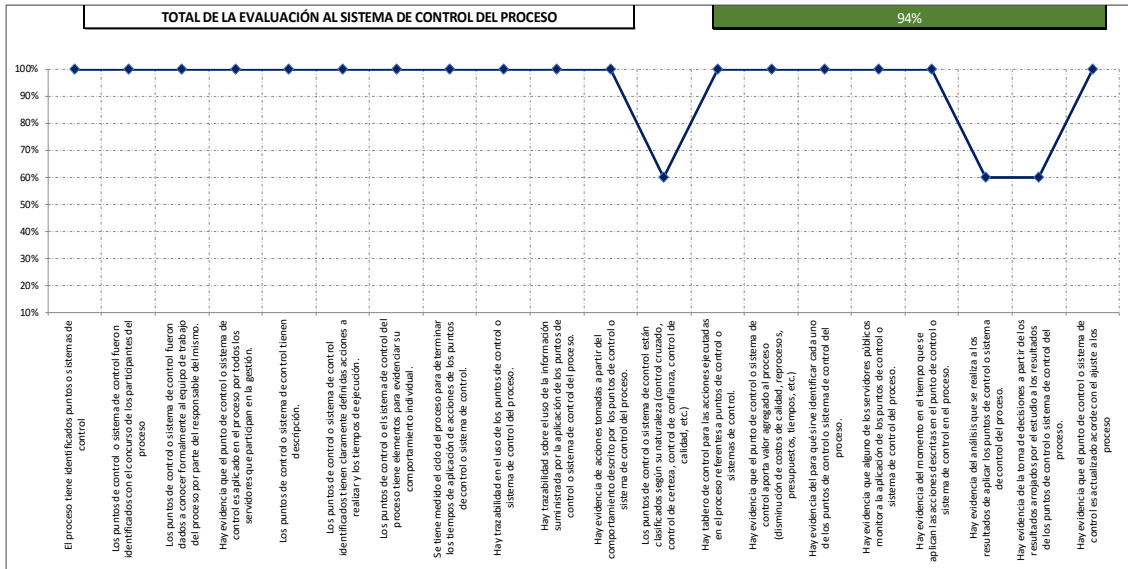 TOTAL DE LA EVALUACIÓN AL SISTEMA DE CONTROL DEL PROCESO
94%
100%
90%
80%
70%
60%
50%
40%
30%
20%
10%
El proceso tiene identificados puntos o sistemas de
control
Los puntos de control o sistema de control fueron
identificados con el concurso de los participantes del
proceso
Los puntos de control o sistema de control fueron
dados a conocer formalmente al equipo de trabajo
del proceso por parte del responsable del mismo.
Hay evidencia que el punto de control o sistema de
control es aplicado en el proceso por todos los
servidores que participan en la gestión.
Los puntos de control o sistema de control tienen
descripción.
Los puntos de control o sistema de control
identificados tienen claramente definidas acciones a
realizar y los tiempos de ejecución.
Los puntos de control o el sistema de control del
proceso tiene elementos para evidenciar su
comportamiento individual.
Se tiene medido el ciclo del proceso para determinar
los tiempos de aplicación de acciones de los puntos
de control o sistema de control.
Hay trazabilidad en el uso de los puntos de control o
sistema de control del proceso.
Hay trazabilidad sobre el uso de la información
suministrada por la aplicación de los puntos de
control o sistema de control del proceso.
Hay evidencia de acciones tomadas a partir del
comportamiento descrito por los puntos de control o
sistema de control del proceso.
Los puntos de control o sistema de control están
clasificados según su naturaleza (control cruzado,
control de certeza, control de confianza, control de
calidad, etc.)
Hay tablero de control para las acciones ejecutadas
en el proceso referentes a puntos de control o
sistemas de control.
Hay evidencia que el punto de control o sistema de
control aporta valor agregado al proceso
(disminución de costos de calidad, reprocesos,
presupuestos, tiempos, etc.)
Hay evidencia del para qué sirve identificar cada uno
de los puntos de control o sistema de control del
proceso.
Hay evidencia que alguno de los servidores públicos
monitora la aplicación de los puntos de control o
sistema de control del proceso.
Hay evidencia del momento en el tiempo que se
aplican las acciones descritas en el punto de control o
sistema de control en el proceso.
Hay evidencia del análisis que se realiza a los
resultados de aplicar los puntos de control o sistema
de control del proceso.
Hay evidencia de la toma de decisiones a partir de los
resultados arrojados por el estudio a los resultados
de los puntos de control o sistema de control del
proceso.
Hay evidencia que el punto de control o sistema de
control es actualizado acorde con el ajuste a los
procesos